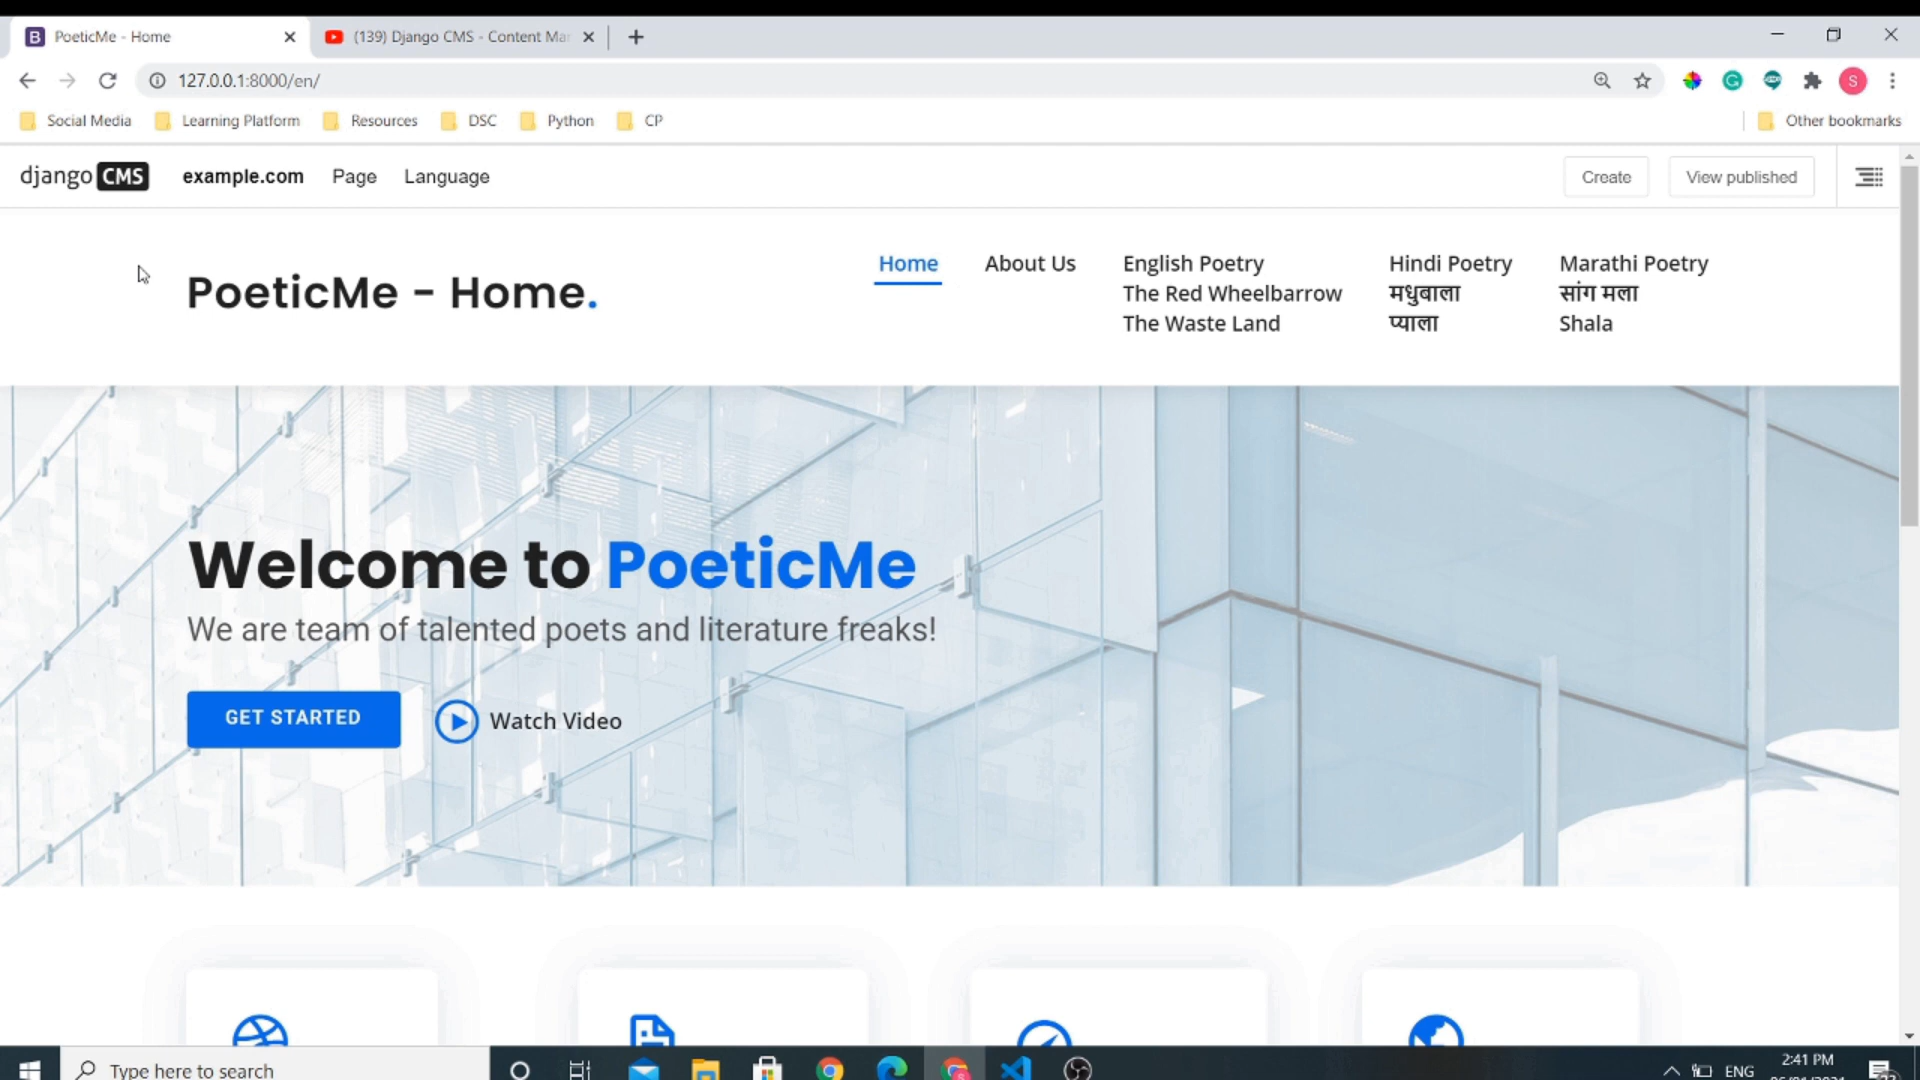 PoeticMe - Home
(139) Django CMS - Content Ma
127.0.0.1:8000/en/
S
Social Media
Learning Platform
Resources
DSC
Python
CP
Other bookmarks
django CMS
example.com
Page
Language
Create
View published
PoeticMe - Home.
Home
About Us
English Poetry
The Red Wheelbarrow
The Waste Land
Hindi Poetry
मधुबाला
प्याला
Marathi Poetry
सांग मला
Shala
Welcome to PoeticMe
We are team of talented poets and literature freaks!
GET STARTED
Watch Video
Type here to search
ENG
2:41 PM